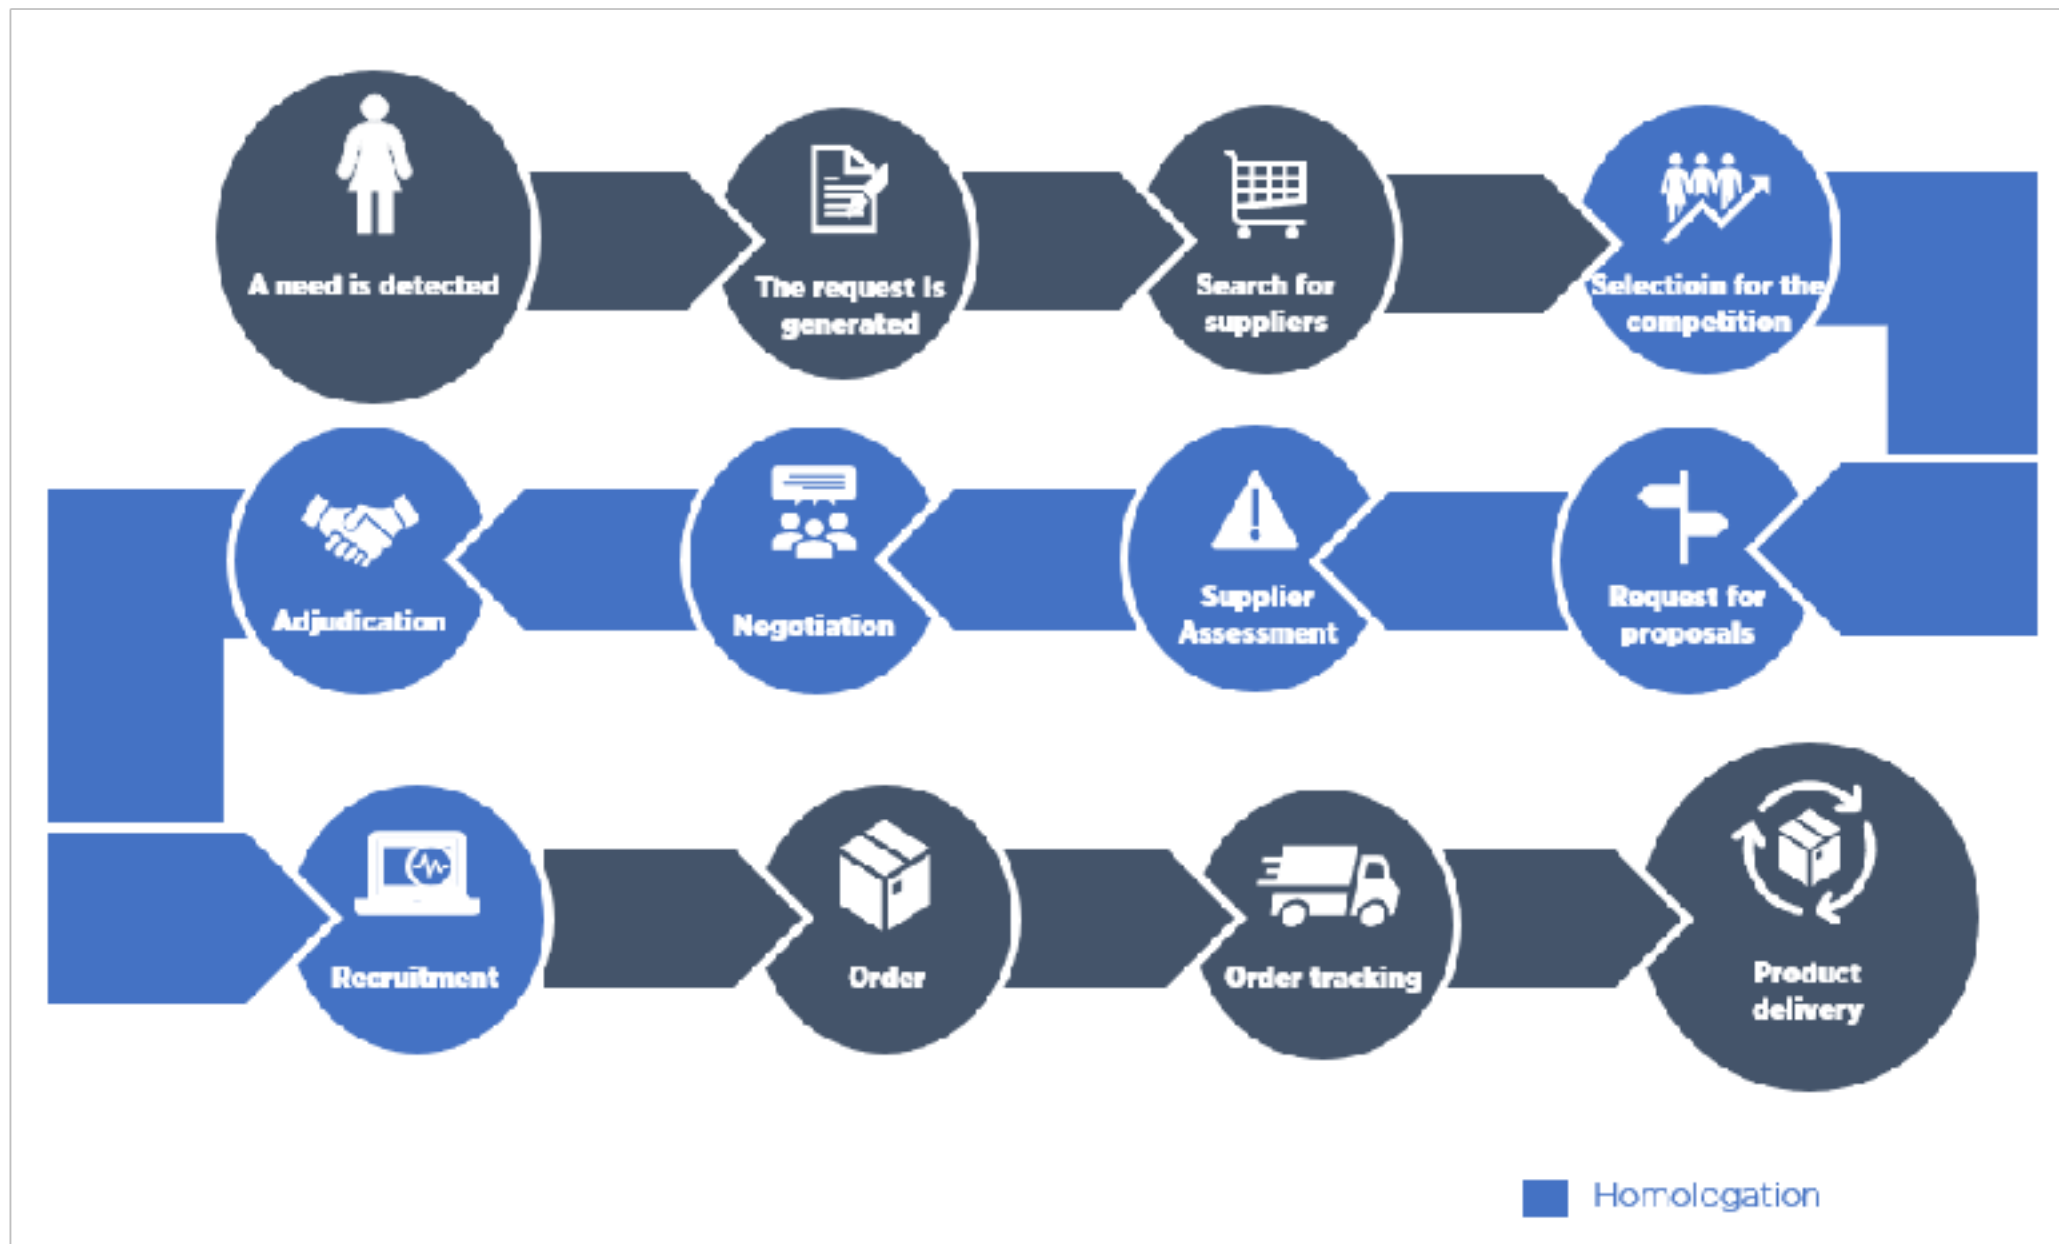 A need is detected
The request is
generated
Search for
suppliers
Selectioin for the
competition
Request for
proposals
Supplier
Assessment
Negotiation
Adjudication
Recruitment
Order
Order tracking
Product
delivery
Homologation